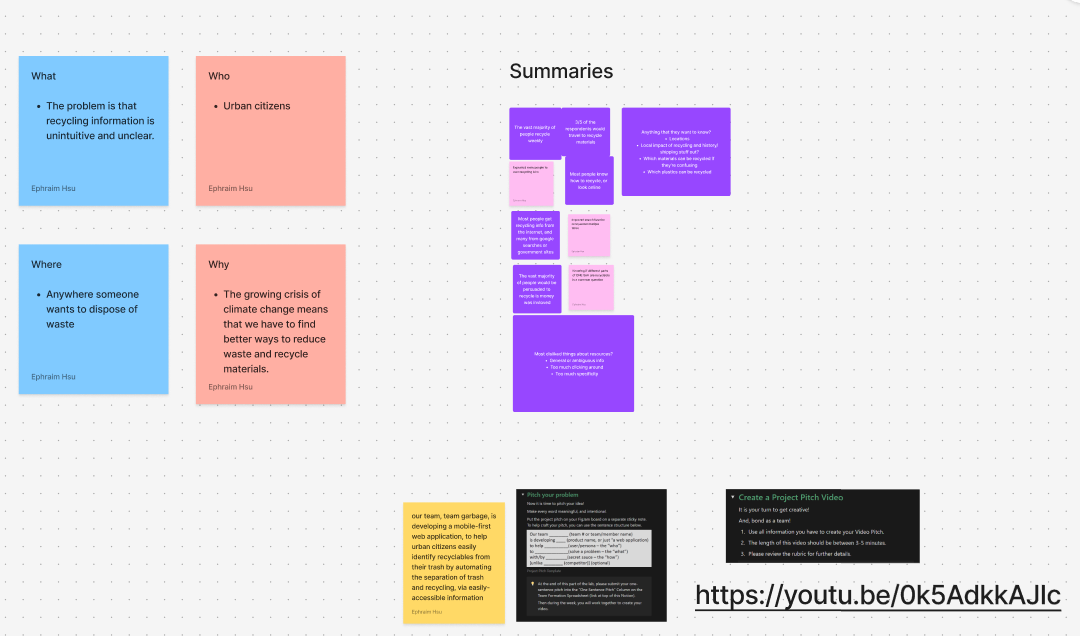 What
• The problem is that
recycling information is
unintuitive and unclear.
Ephraim Hsu
Who
• Urban citizens
Ephraim Hsu
Where
• Anywhere someone
wants to dispose of
waste
Ephraim Hsu
Why
• The growing crisis of
climate change means
that we have to find
better ways to reduce
waste and recycle
materials.
Ephraim Hsu
Summaries
The vast majority of
people recycle
weekly
5/5 of the
respondents would
travel to recycle
materials
Most people know
how to recycle, or
look online
Most people get
recycling info from
the internet, and
many from google
searches or
government sites
The vast majority
of people would be
persuaded to
recycle is money
was involved
Anything that they want to know?
• Locations
• Local impact of recycling and history/
shipping stuff out?
• Which materials can be recycled if
they're confusing
• Which plastics can be recycled
Most disliked things about resources?
• General or ambiguous info
• Too much clicking around
• Too much specificity
our team, team garbage, is
developing a mobile-first
web application, to help
urban citizens easily
identify recyclables from
their trash by automating
the separation of trash
and recycling, via easily-
accessible information
Ephraim Hsu
Pitch your problem
Now it is time to pitch your idea!
Make every word meaningful, and intentional!
Put the project pitch on your FigJam board on a separate sticky note.
To help craft your pitch, you can use the sentence structure below.
Our team ________ (team # or team/member name)
is developing ____ (product name, or just "a web application)
to help ________(user/persona – the "who")
to ________(solve a problem – the "what")
with/by ________(secret sauce – the "how")
(unlike ______ (competitor)) (optional)
Project Pitch template
At the end of this part of the lab, please submit your one-
sentence pitch into the "One Sentence Pitch" Column on the
Team Formation Spreadsheet (link at top of this Notion).
Then during the week, you will work together to create your
video.
Create a Project Pitch Video
It is your turn to get creative!
And, bond as a team!
1. Use all information you have to create your Video Pitch.
2. The length of this video should be between 3-5 minutes.
3. Please review the rubric for further details.
https://youtu.be/0k5AdkkAJlc